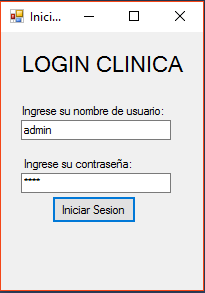 Inici...
LOGIN CLINICA
Ingrese su nombre de usuario:
admin
Ingrese su contraseña:
****
Iniciar Sesion